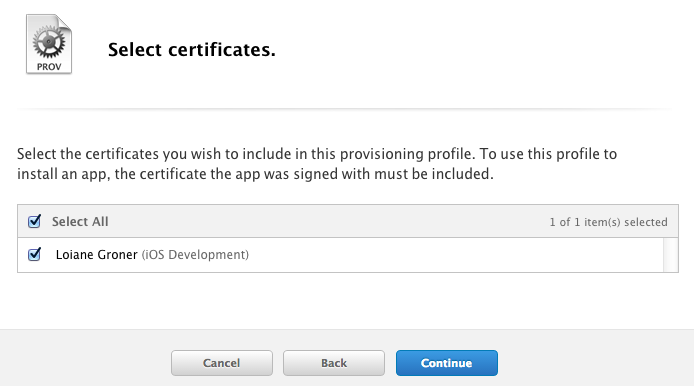 PROV
Select certificates.
Select the certificates you wish to include in this provisioning profile. To use this profile to
install an app, the certificate the app was signed with must be included.
Select All 1 of 1 item(s) selected
Loiane Groner (iOS Development)
Cancel Back Continue